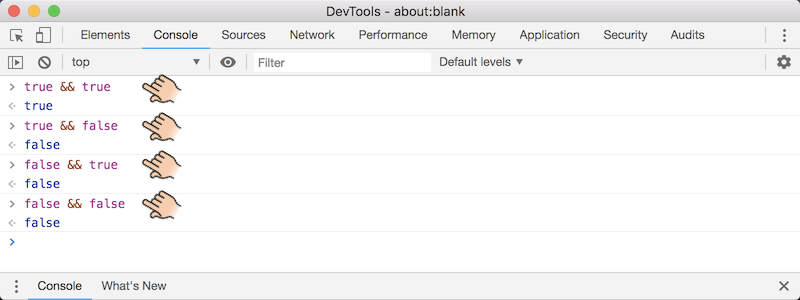 DevTools - about:blank
Elements Console Sources Network Performance Memory Application Security Audits
top Filter Default levels
> true && true
true
> true && false
false
> false && true
false
> false && false
false
>
Console What's New